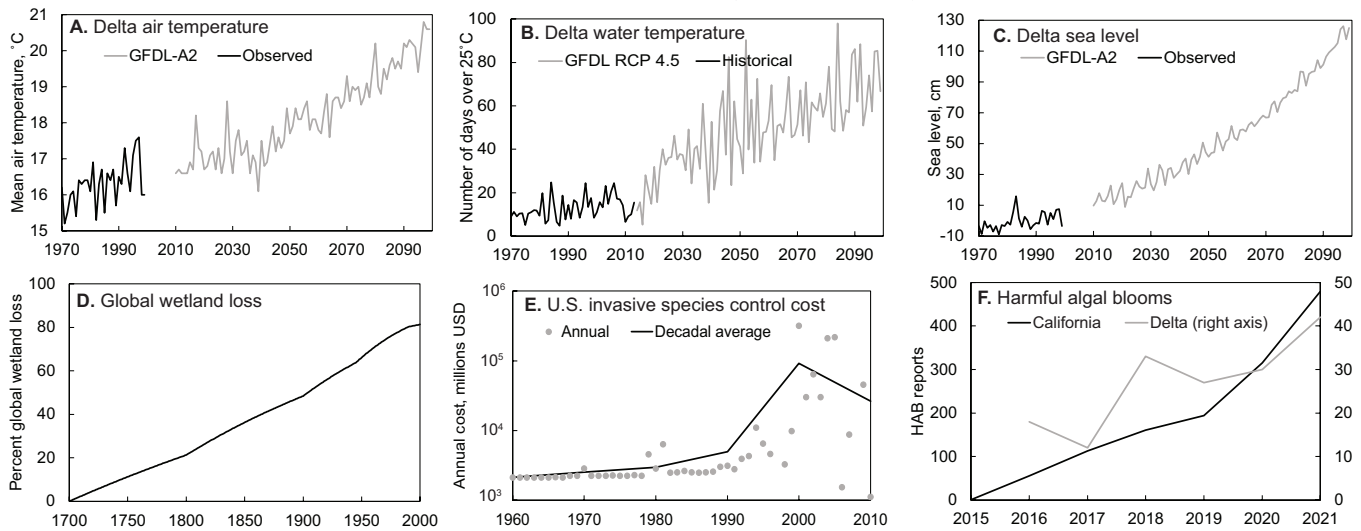 A. Delta air temperature
GFDL-A2 Observed
Mean air temperature, ˚C
21
20
19
18
17
16
15
1970 1990 2010 2030 2050 2070 2090
B. Delta water temperature
GFDL RCP 4.5 Historical
Number of days over 25˚C
100
80
60
40
20
0
1970 1990 2010 2030 2050 2070 2090
C. Delta sea level
GFDL-A2 Observed
Sea level, cm
130
110
90
70
50
30
10
-10
1970 1990 2010 2030 2050 2070 2090
D. Global wetland loss
Percent global wetland loss
100
80
60
40
20
0
1700 1750 1800 1850 1900 1950 2000
E. U.S. invasive species control cost
Annual Decadal average
Annual cost, millions USD
10⁶
10⁵
10⁴
10³
1960 1970 1980 1990 2000 2010
F. Harmful algal blooms
California Delta (right axis)
HAB reports
500
400
300
200
100
0
50
40
30
20
10
0
2015 2016 2017 2018 2019 2020 2021